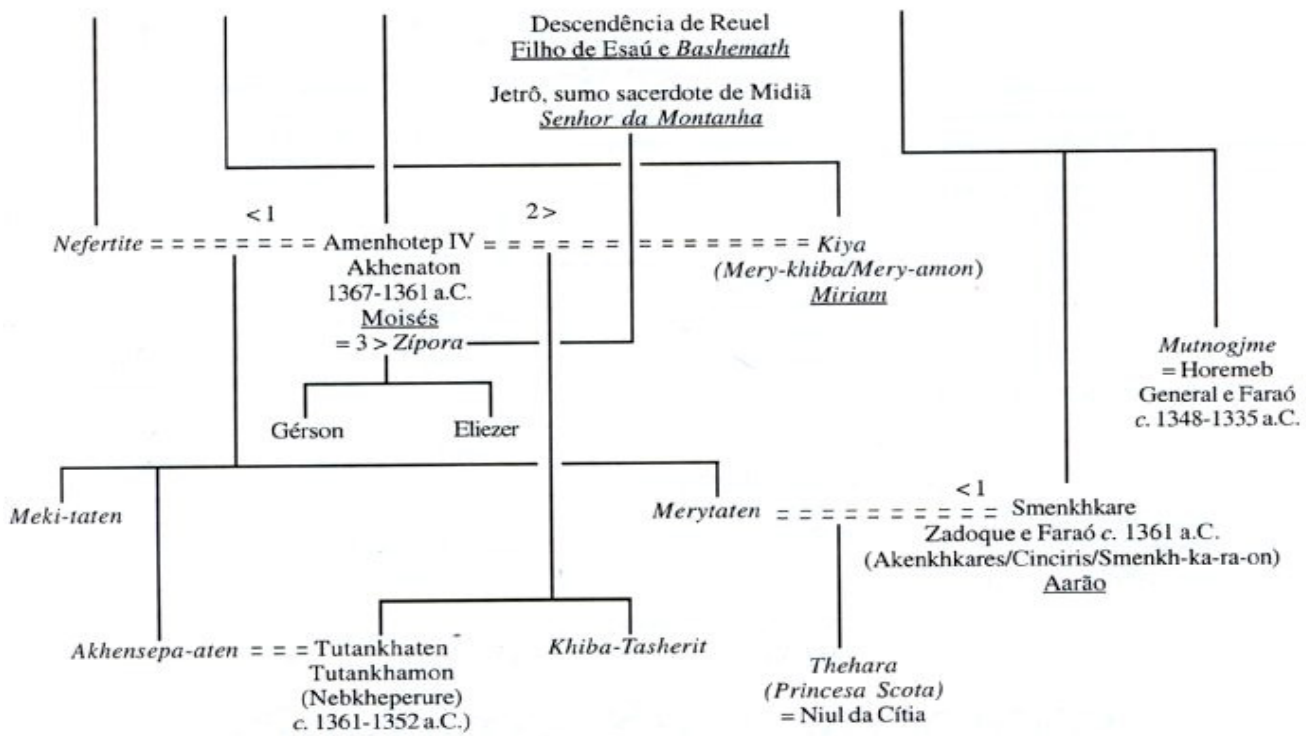 Descendência de Reuel
Filho de Esaú e Bashemath
Jetrô, sumo sacerdote de Midiã
Senhor da Montanha
<1
2>
Nefertite = = = = = = = = Amenhotep IV = = = = = = = = = = = = = = Kiya
Akhenaton
1367-1361 a.C.
Moisés
= 3 > Zípora
(Mery-khiba/Mery-amon)
Miriam
Mutnogjme
= Horemeb
General e Faraó
c. 1348-1335 a.C.
Gérson
Eliezer
Meki-taten
Merytaten = = = = = = = = = Smenkhkare
<1
Zadoque e Faraó c. 1361 a.C.
(Akenkhkares/Cinciris/Smenkh-ka-ra-on)
Aarão
Akhensepa-aten = = = Tutankhaten
Tutankhamon
(Nebkheperure)
c. 1361-1352 a.C.)
Khiba-Tasherit
Thehara
(Princesa Scota)
= Niul da Cítia